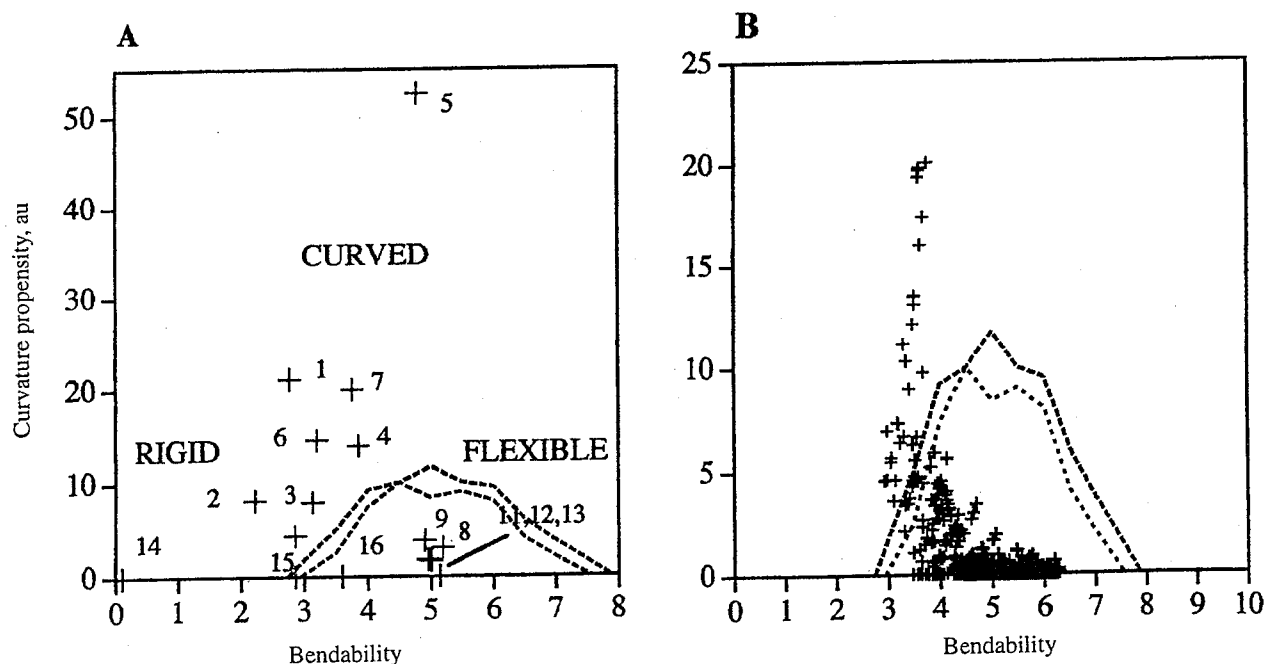 A
Curvature propensity, au
50
40
30
20
10
0
5
CURVED
1
7
6
4
RIGID
FLEXIBLE
2
3
9
8
11,12,13
14
15
16
0 1 2 3 4 5 6 7 8
Bendability
B
25
20
15
10
5
0
0 1 2 3 4 5 6 7 8 9 10
Bendability